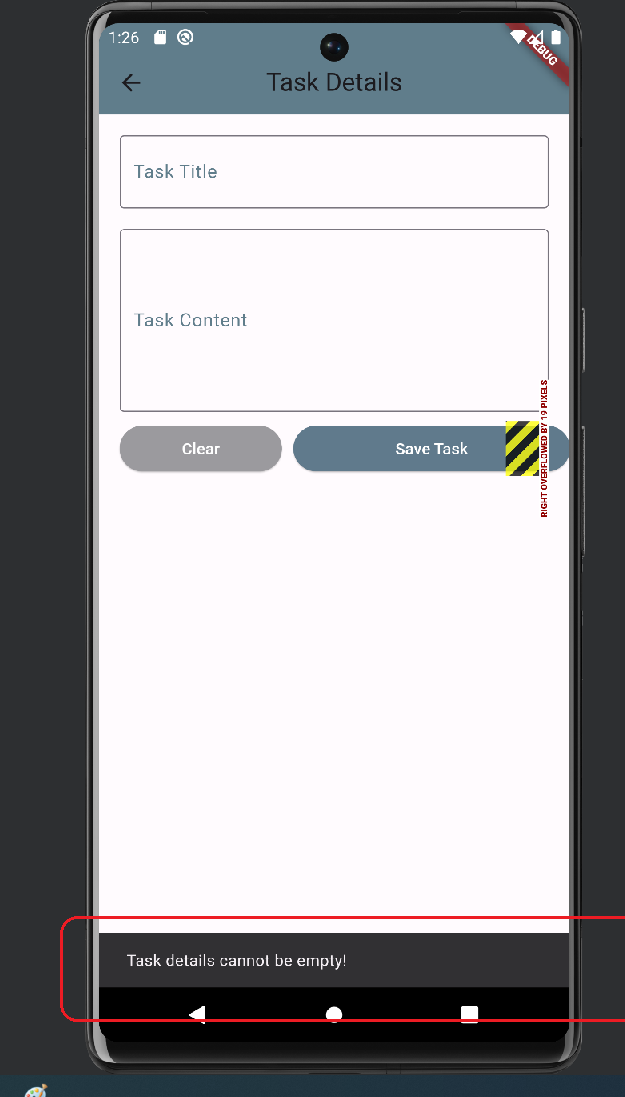 1:26
DEBUG
Task Details
Task Title
Task Content
Clear
Save Task
RIGHT OVERFLOWED BY 19 PIXELS
Task details cannot be empty!